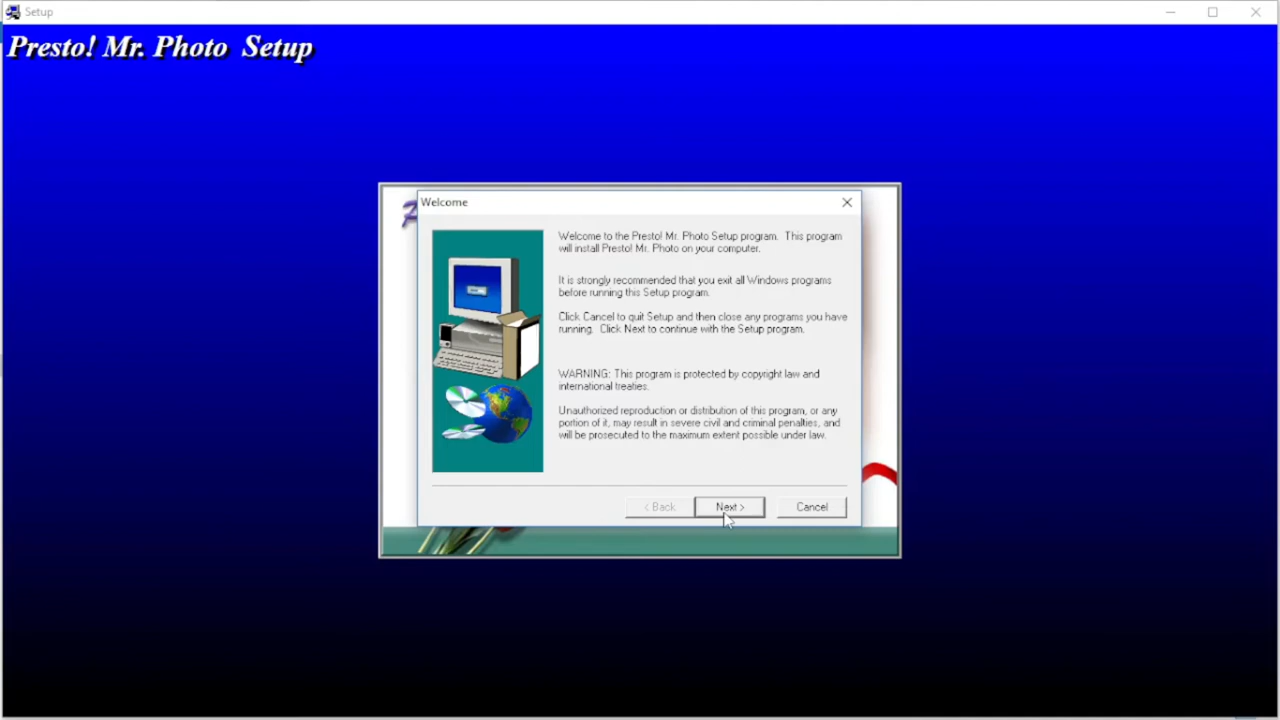 Setup
Presto! Mr. Photo Setup
Welcome
Welcome to the Presto! Mr. Photo Setup program. This program
will install Presto! Mr. Photo on your computer.
It is strongly recommended that you exit all Windows programs
before running this Setup program.
Click Cancel to quit Setup and then close any programs you have
running. Click Next to continue with the Setup program.
WARNING: This program is protected by copyright law and
international treaties.
Unauthorized reproduction or distribution of this program, or any
portion of it, may result in severe civil and criminal penalties, and
will be prosecuted to the maximum extent possible under law.
< Back
Next >
Cancel